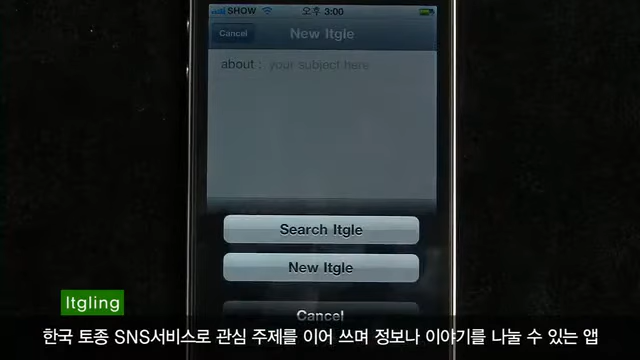 SHOW 오후 3:00
Cancel New Itgle
about : your subject here
Search Itgle
New Itgle
Cancel
Itgling
한국 토종 SNS서비스로 관심 주제를 이어 쓰며 정보나 이야기를 나눌 수 있는 앱